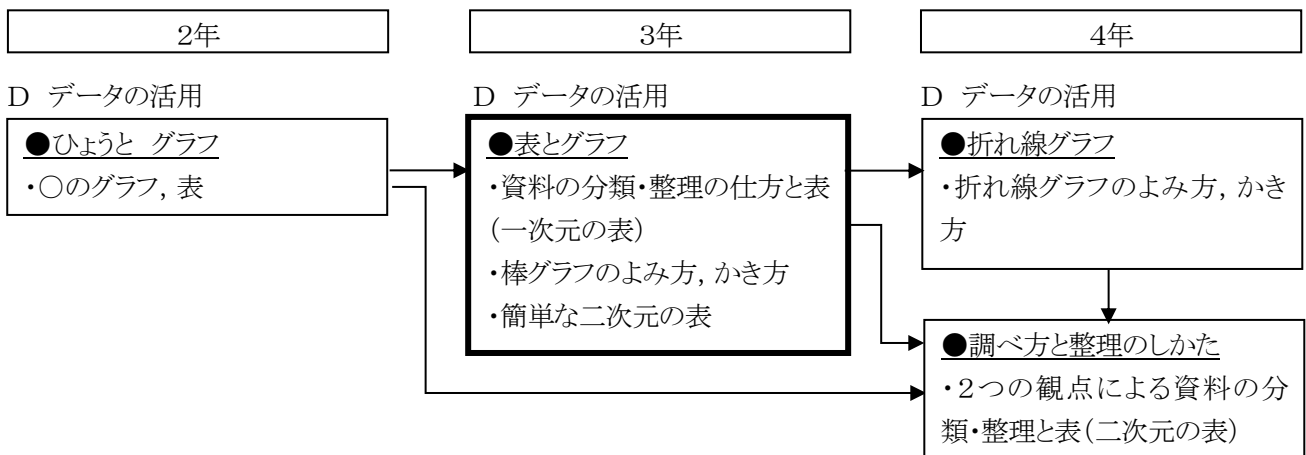 2年
3年
4年
D データの活用
D データの活用
D データの活用
●ひょうと グラフ
・○のグラフ, 表
●表とグラフ
・資料の分類・整理の仕方と表
(一次元の表)
・棒グラフのよみ方, かき方
・簡単な二次元の表
●折れ線グラフ
・折れ線グラフのよみ方, かき
方
●調べ方と整理のしかた
・2つの観点による資料の分
類・整理と表(二次元の表)